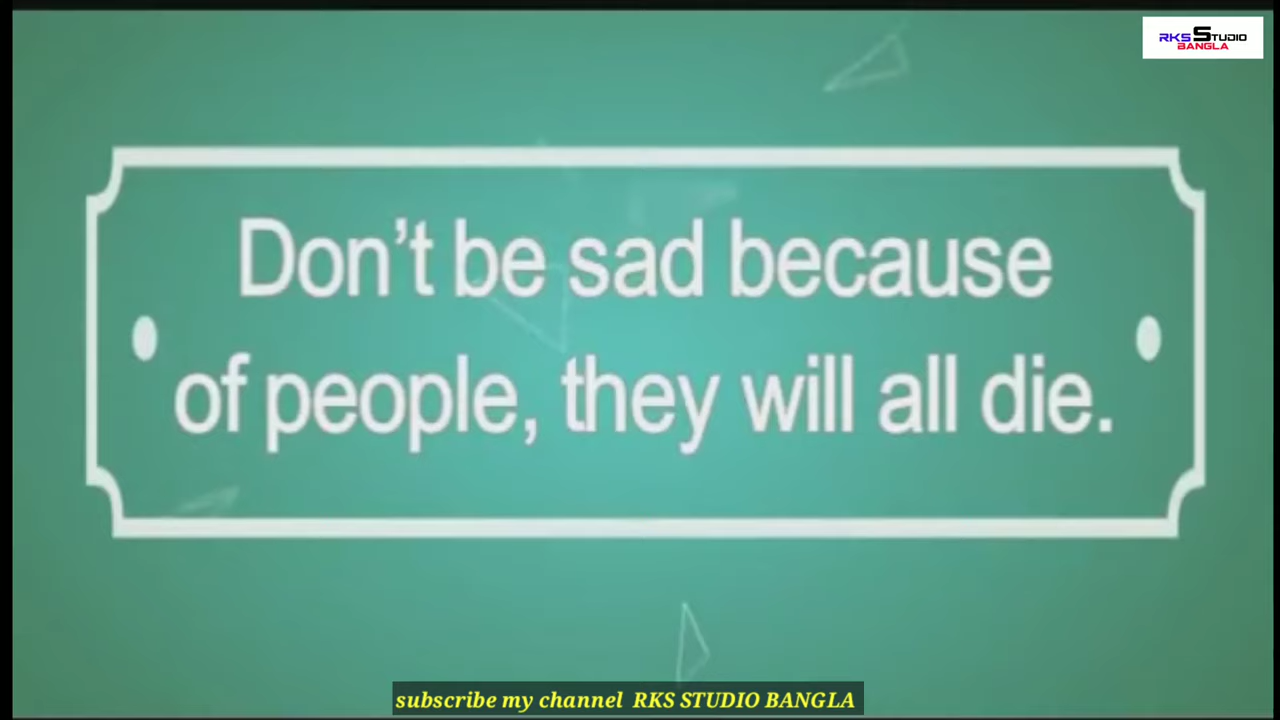 RKS STUDIO
BANGLA
Don't be sad because
of people, they will all die.
subscribe my channel RKS STUDIO BANGLA